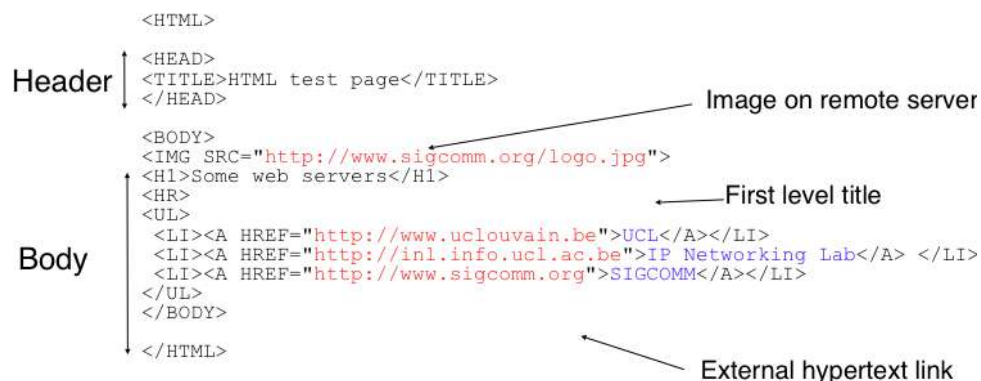 <HTML>
<HEAD>
Header
<TITLE>HTML test page</TITLE>
</HEAD>
Image on remote server
<BODY>
<IMG SRC="http://www.sigcomm.org/logo.jpg">
<H1>Some web servers</H1>
<HR>
First level title
<UL>
<LI><A HREF="http://www.uclouvain.be">UCL</A></LI>
Body
<LI><A HREF="http://inl.info.ucl.ac.be">IP Networking Lab</A> </LI>
<LI><A HREF="http://www.sigcomm.org">SIGCOMM</A></LI>
</UL>
</BODY>
</HTML>
External hypertext link